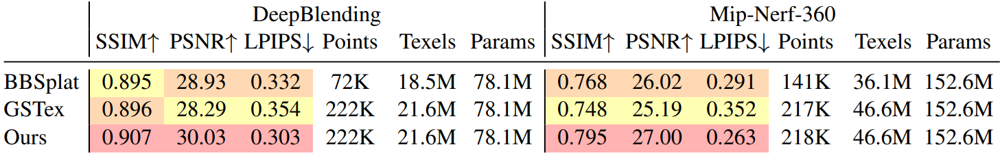 DeepBlending Mip-Nerf-360
SSIM↑ PSNR↑ LPIPS↓ Points Texels Params SSIM↑ PSNR↑ LPIPS↓ Points Texels Params
BBSplat 0.895 28.93 0.332 72K 18.5M 78.1M 0.768 26.02 0.291 141K 36.1M 152.6M
GSTex 0.896 28.29 0.354 222K 21.6M 78.1M 0.748 25.19 0.352 217K 46.6M 152.6M
Ours 0.907 30.03 0.303 222K 21.6M 78.1M 0.795 27.00 0.263 218K 46.6M 152.6M